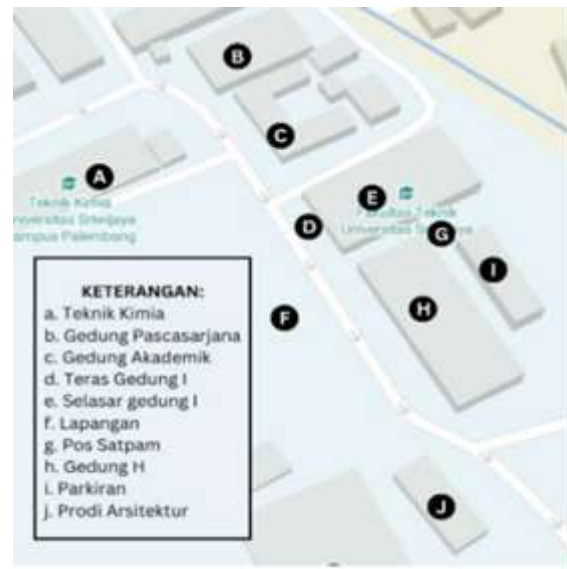 B
C
A
E
Teknik Kimia
Universitas Sriwijaya
Kampus Palembang
Fakultas Teknik
D
Universitas Sriwijaya
G
I
F
H
KETERANGAN:
a. Teknik Kimia
b. Gedung Pascasarjana
c. Gedung Akademik
d. Teras Gedung I
e. Selasar gedung I
f. Lapangan
g. Pos Satpam
h. Gedung H
i. Parkiran
j. Prodi Arsitektur
J